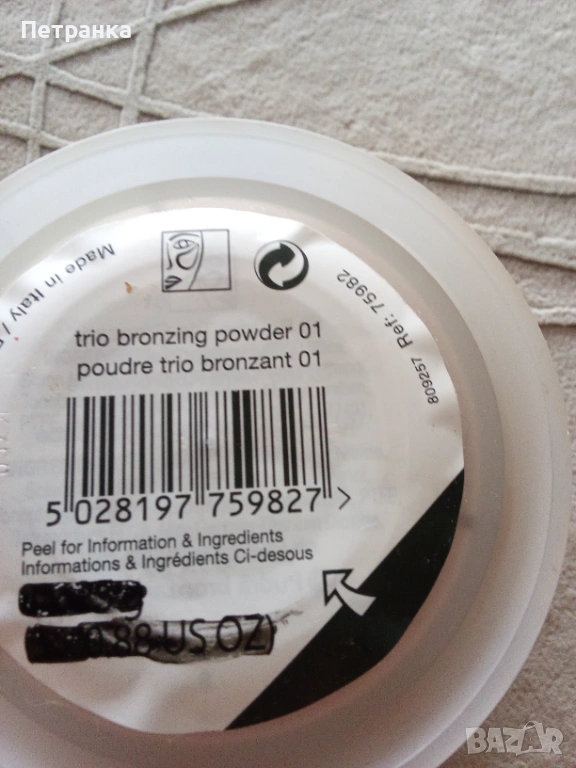 Петранка
Made in Italy /
Ref: 75982
809257
trio bronzing powder 01
poudre trio bronzant 01
5 028197 759827 >
Peel for Information & Ingredients
Informations & Ingrédients Ci-desous
0.88 US OZ)
BAZAR